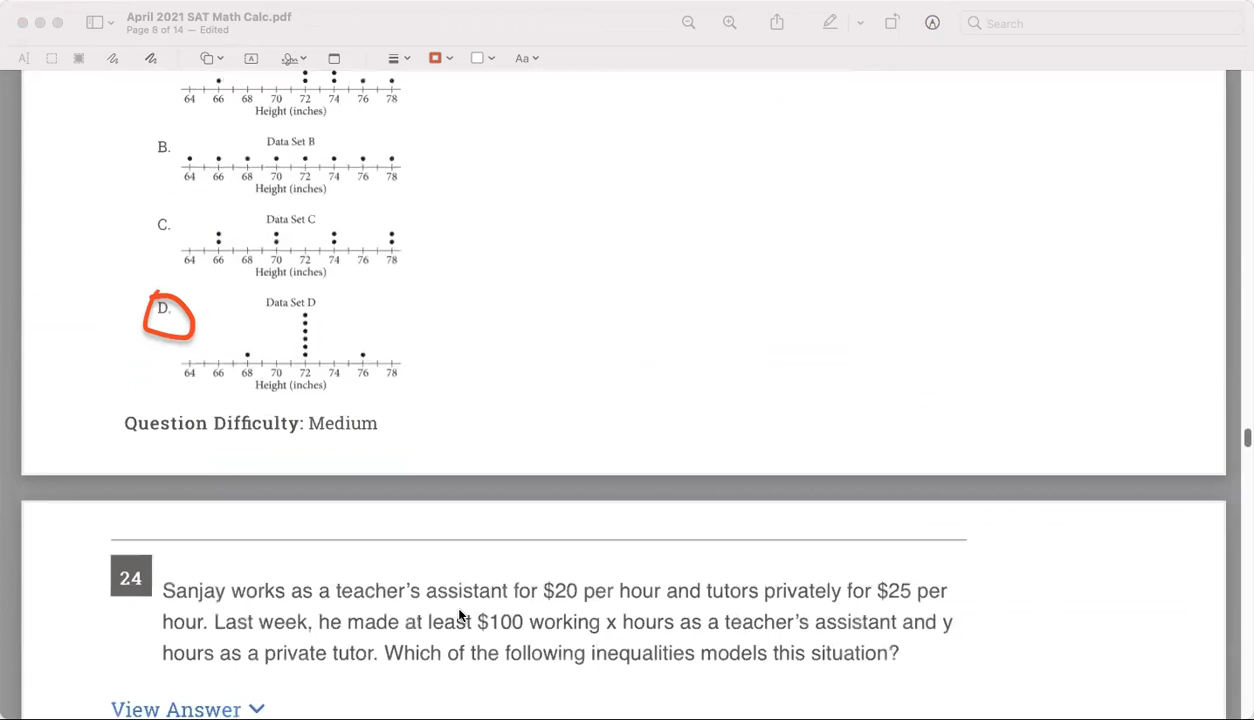 April 2021 SAT Math Calc.pdf
Page 8 of 14 — Edited
Search
Aa
64 66 68 70 72 74 76 78
Height (inches)
B.
Data Set B
64 66 68 70 72 74 76 78
Height (inches)
C.
Data Set C
64 66 68 70 72 74 76 78
Height (inches)
D.
Data Set D
64 66 68 70 72 74 76 78
Height (inches)
Question Difficulty: Medium
24
Sanjay works as a teacher's assistant for $20 per hour and tutors privately for $25 per
hour. Last week, he made at least $100 working x hours as a teacher's assistant and y
hours as a private tutor. Which of the following inequalities models this situation?
View Answer